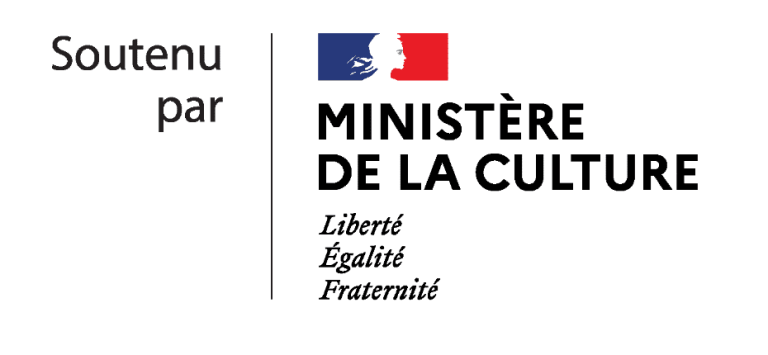 Soutenu
par
MINISTÈRE
DE LA CULTURE
Liberté
Égalité
Fraternité